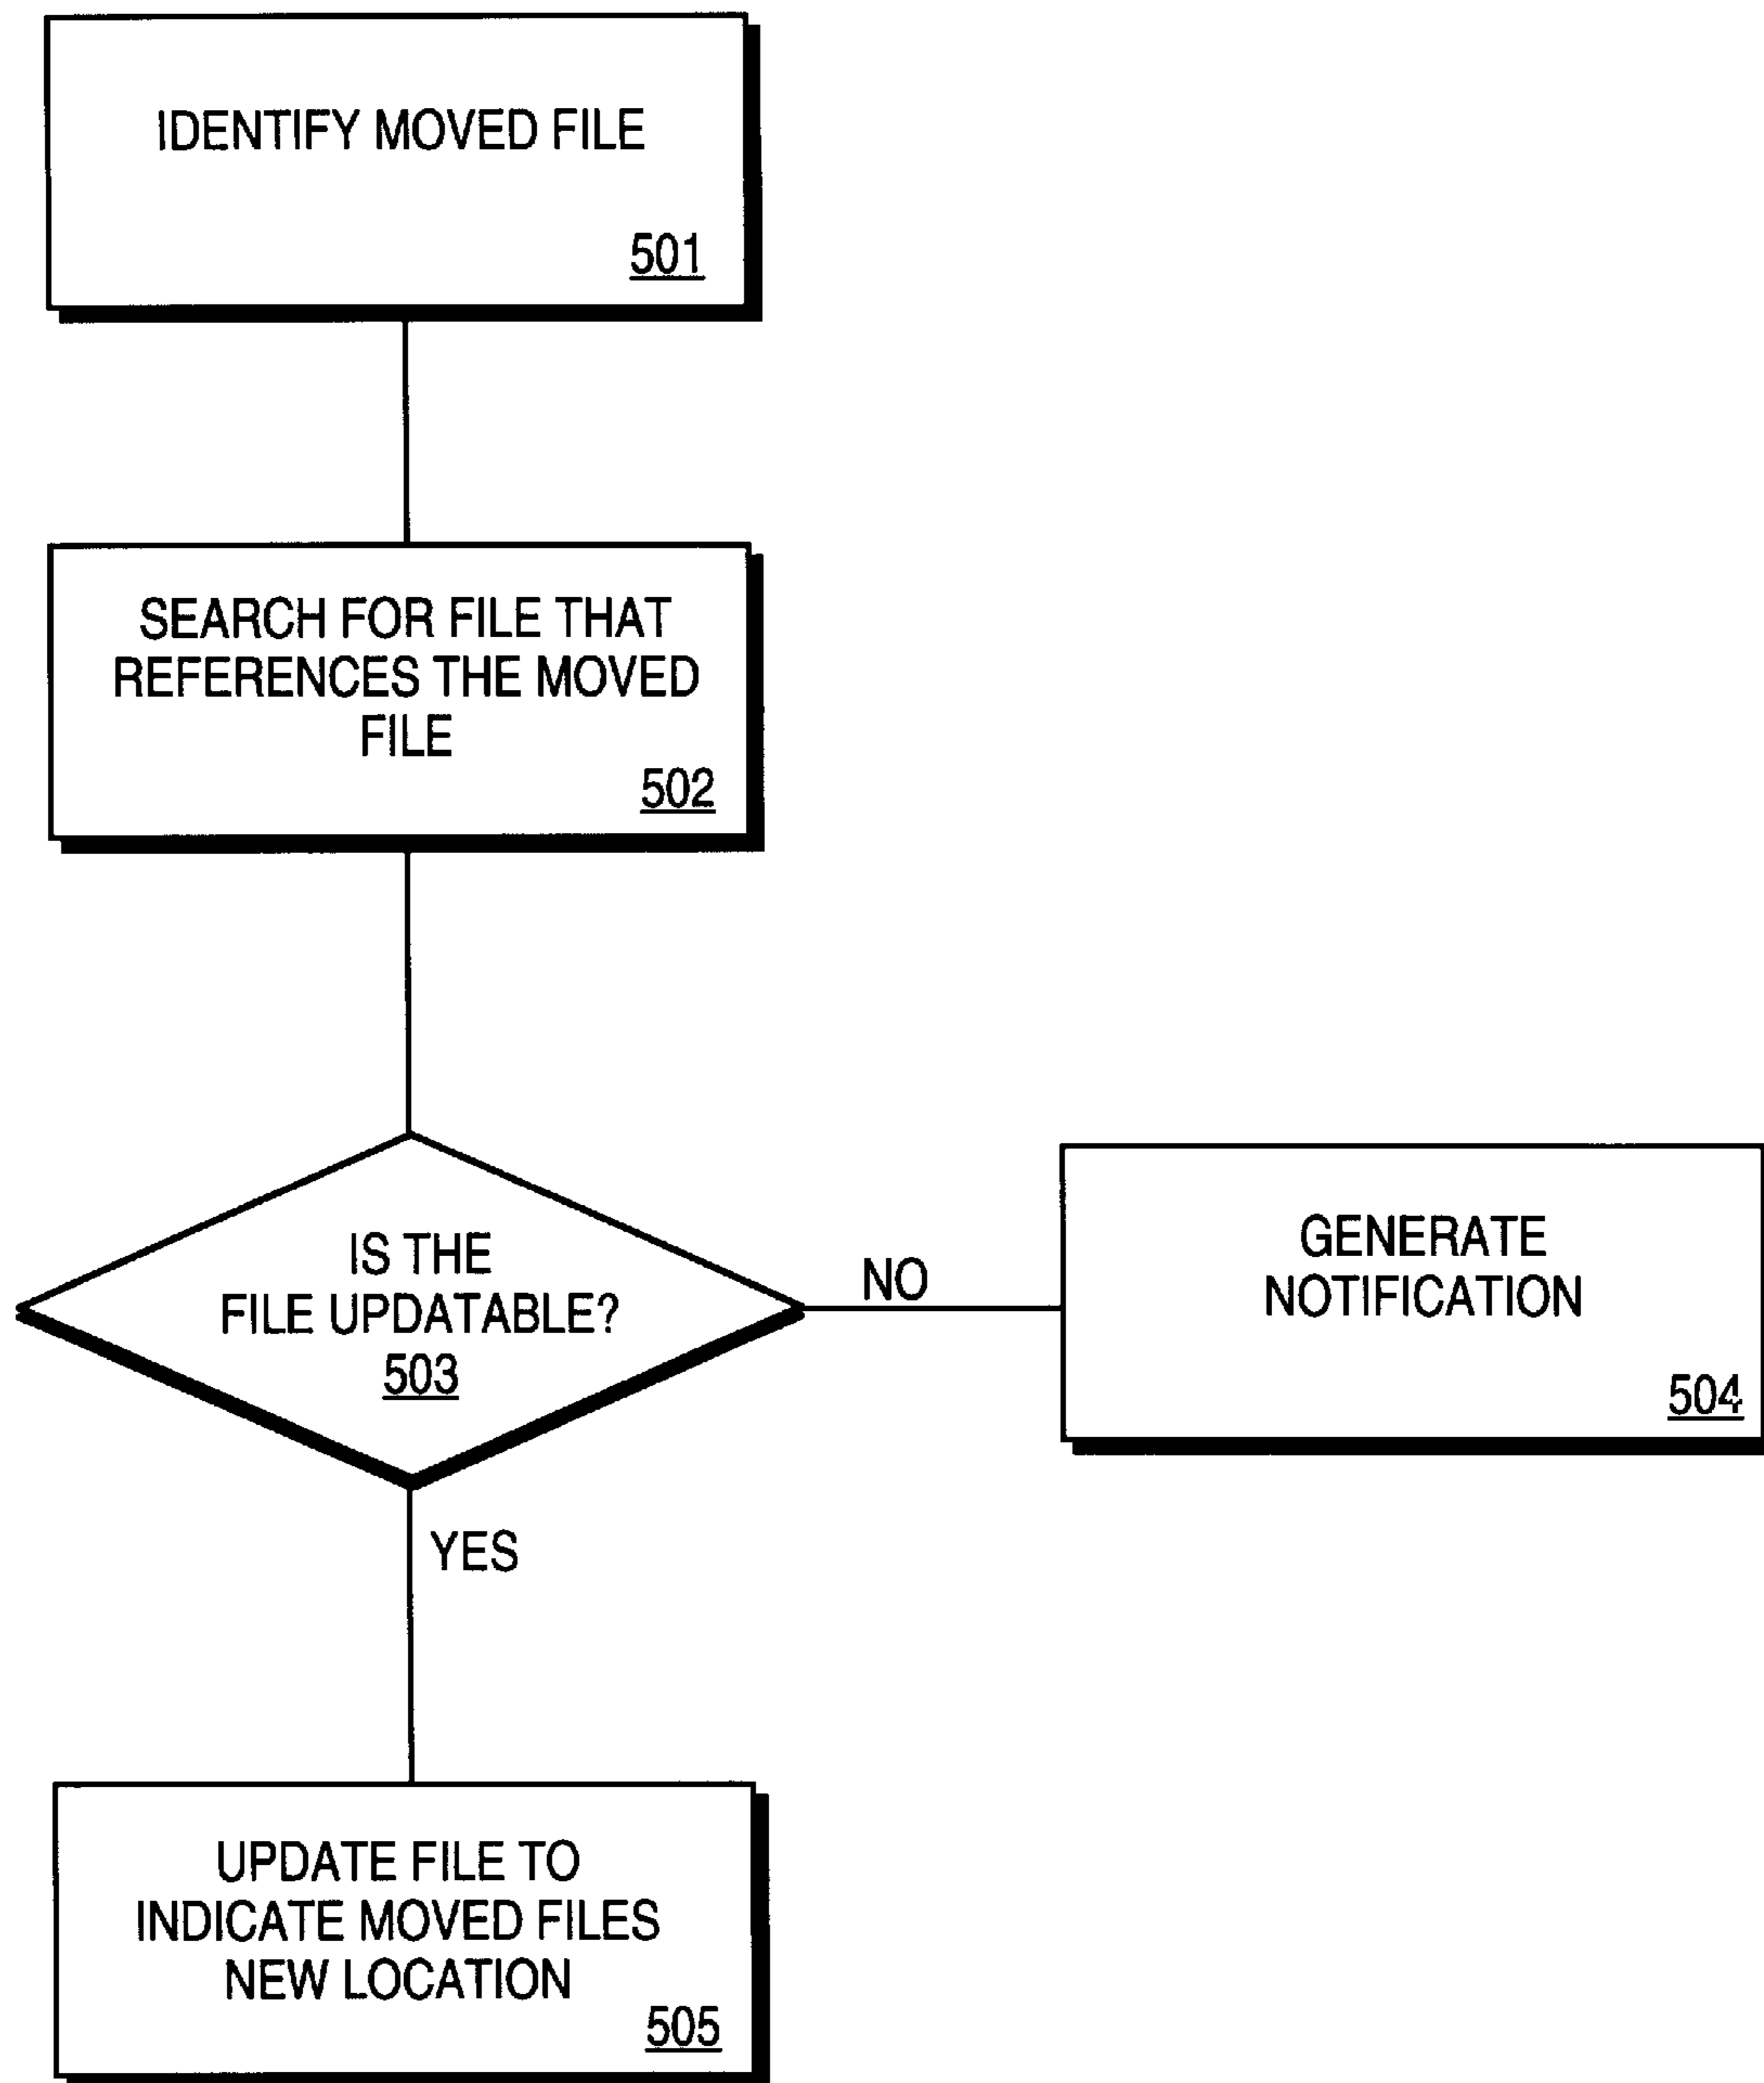 IDENTIFY MOVED FILE
501
SEARCH FOR FILE THAT
REFERENCES THE MOVED
FILE
502
IS THE
FILE UPDATABLE?
503
NO
GENERATE
NOTIFICATION
504
YES
UPDATE FILE TO
INDICATE MOVED FILES
NEW LOCATION
505